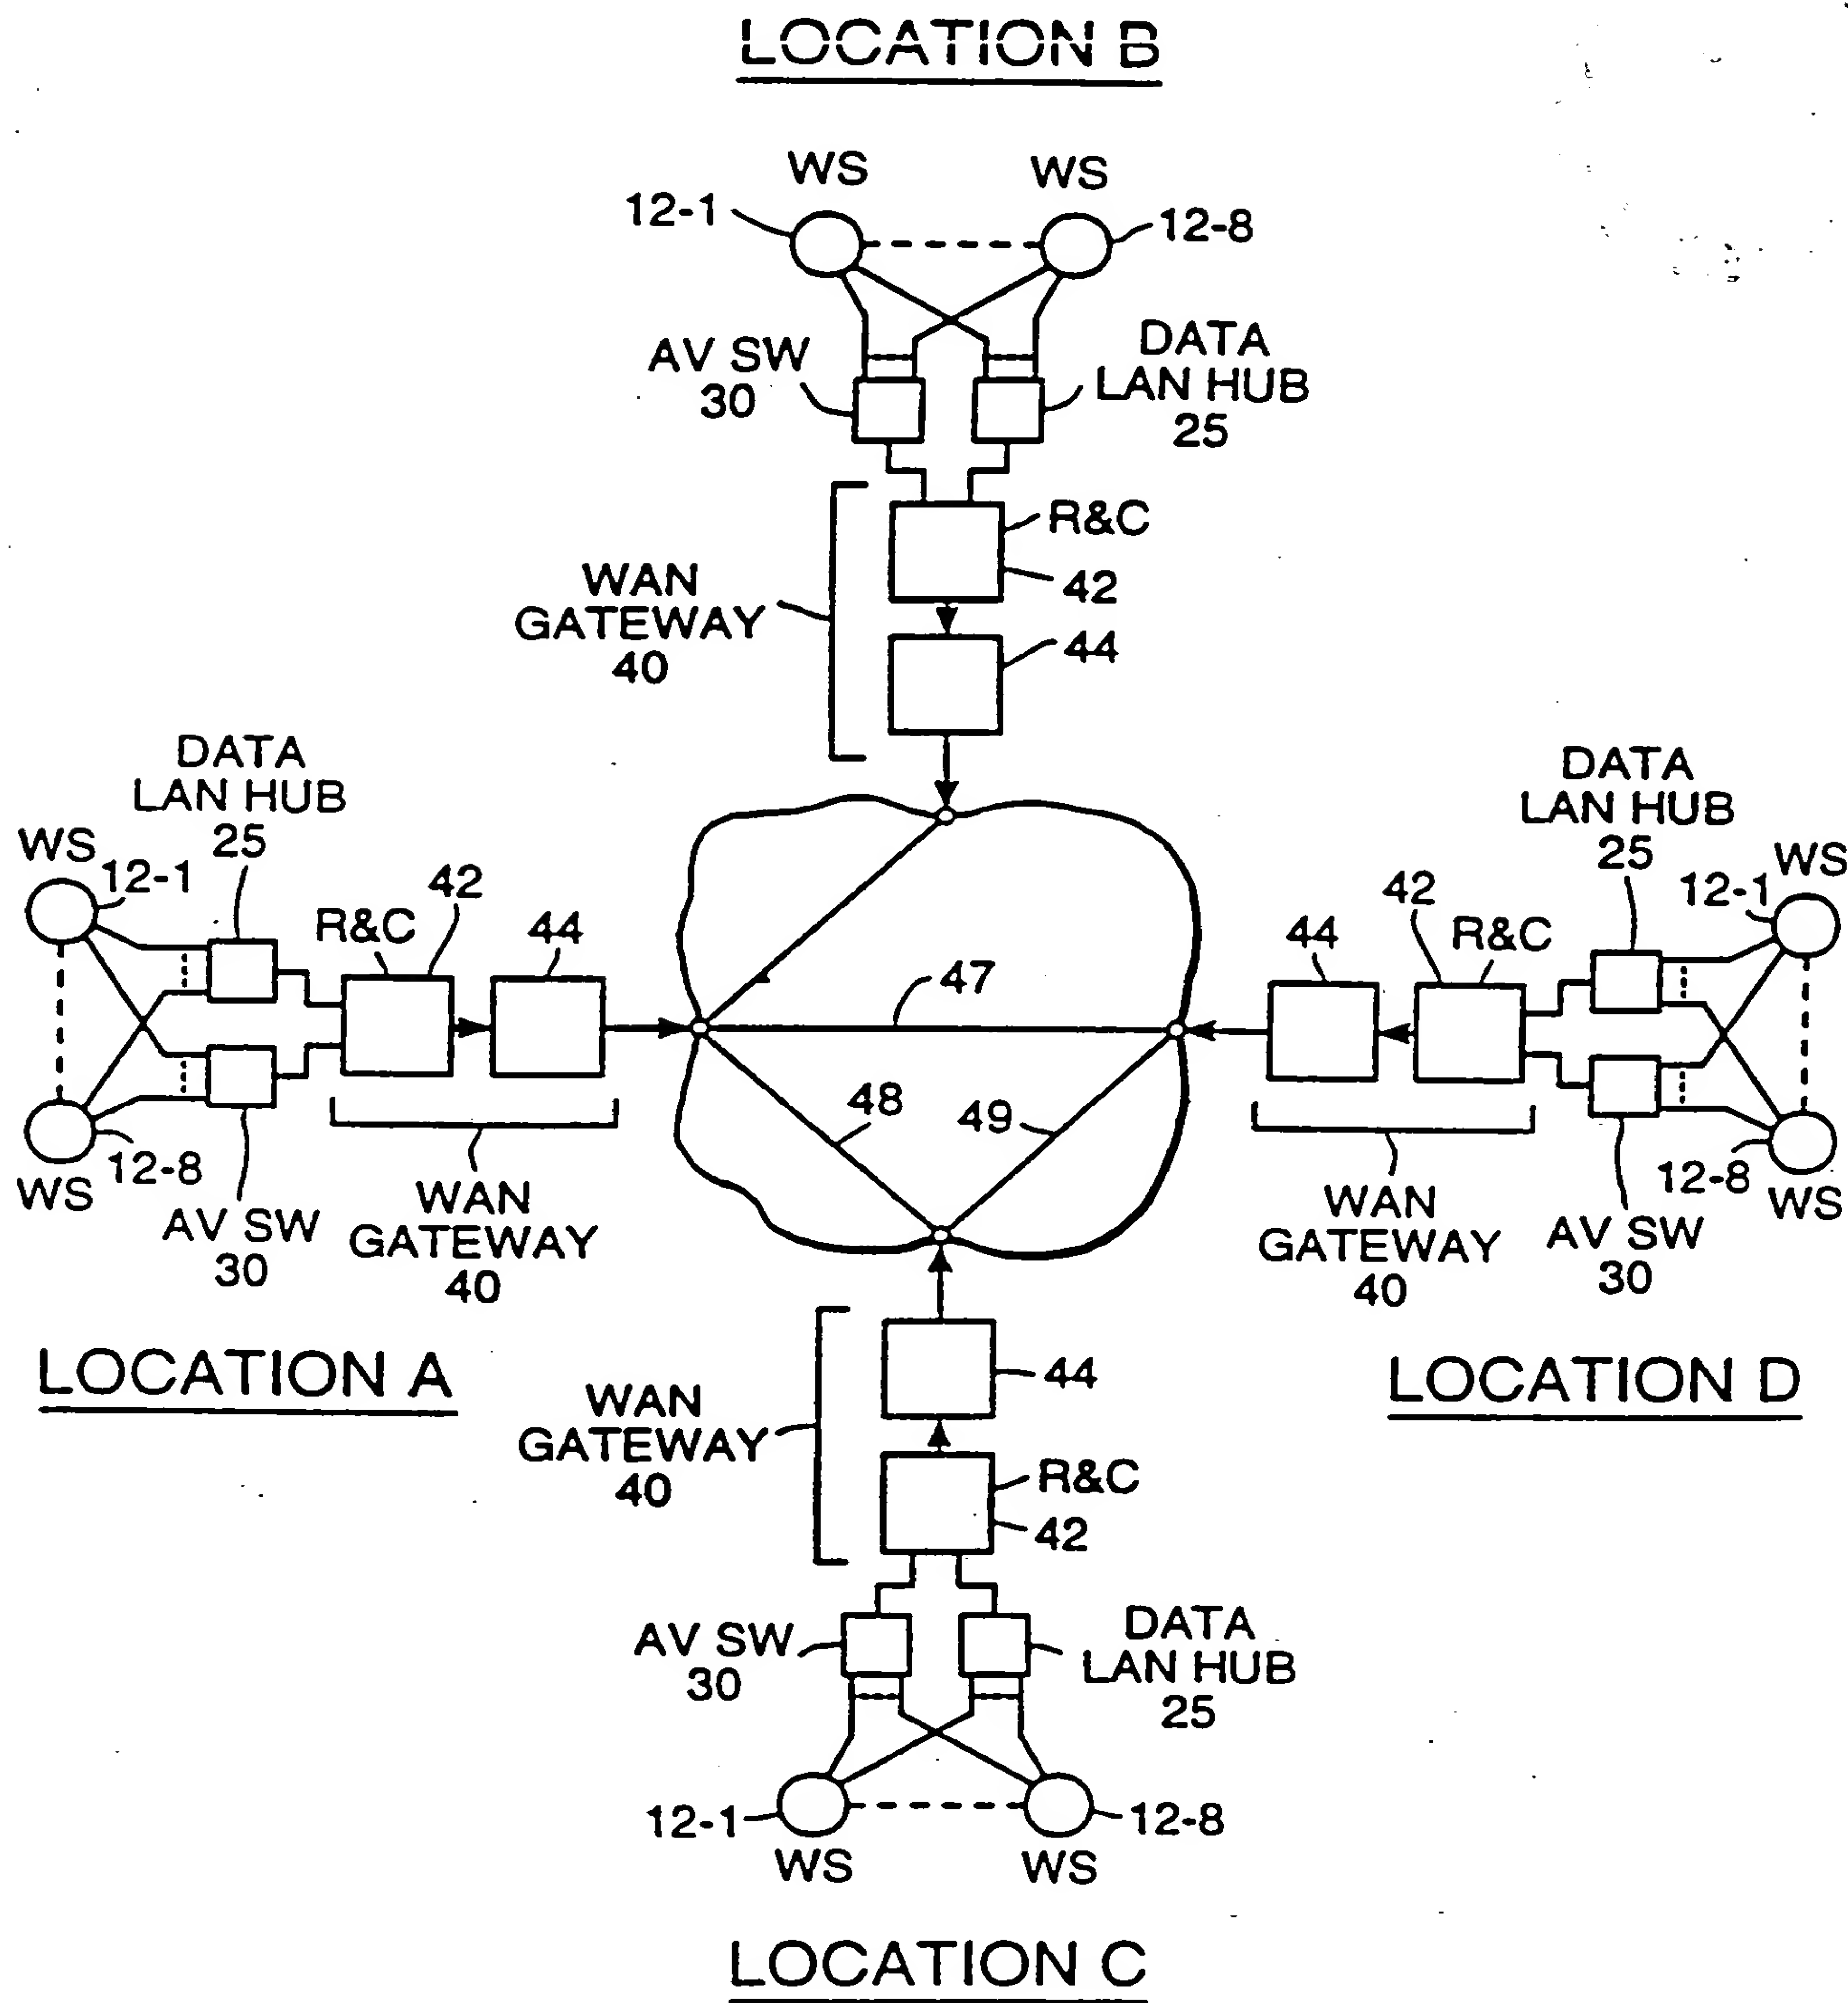 LOCATION B
WS
WS
12-1
12-8
AV SW
30
DATA
LAN HUB
25
R&C
42
WAN
GATEWAY
40
44
DATA
LAN HUB
25
WS
12-1
R&C
42
44
12-8
WS
AV SW
30
WAN
GATEWAY
40
LOCATION A
47
48
49
DATA
LAN HUB
25
WS
12-1
44
42
R&C
12-8
WS
WAN
GATEWAY
40
AV SW
30
LOCATION D
44
WAN
GATEWAY
40
R&C
42
AV SW
30
DATA
LAN HUB
25
12-1
12-8
WS
WS
LOCATION C